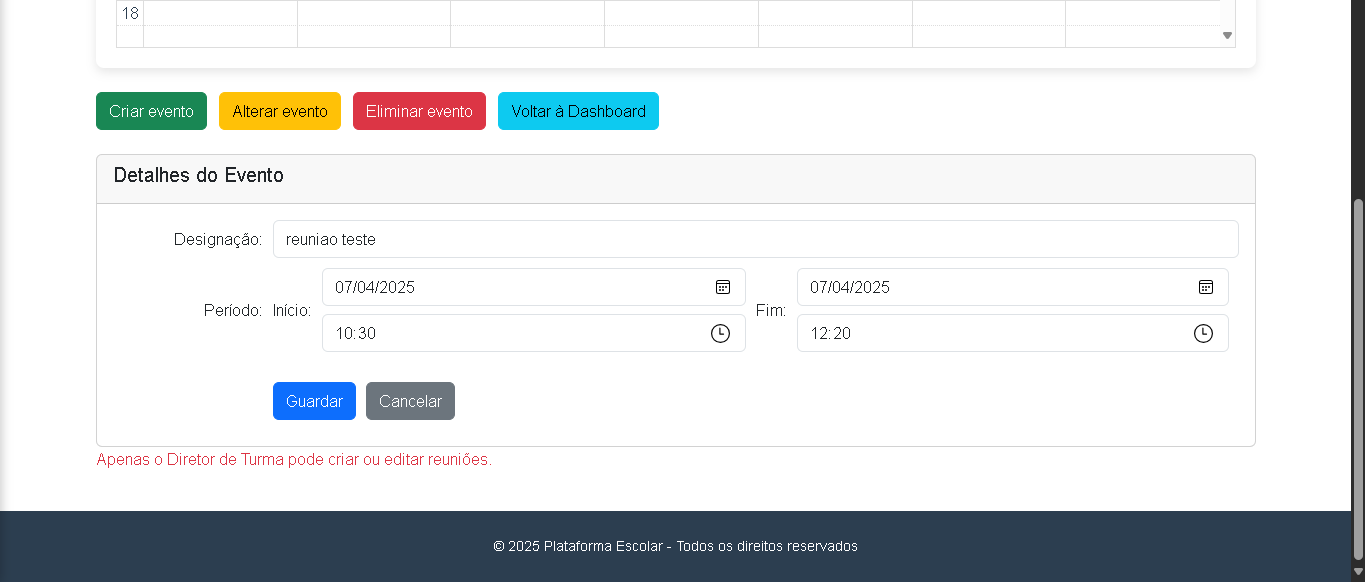 18
Criar evento Alterar evento Eliminar evento Voltar à Dashboard
Detalhes do Evento
Designação: reuniao teste
Período: Início: 07/04/2025 Fim: 07/04/2025
10:30 12:20
Guardar Cancelar
Apenas o Diretor de Turma pode criar ou editar reuniões.
© 2025 Plataforma Escolar - Todos os direitos reservados